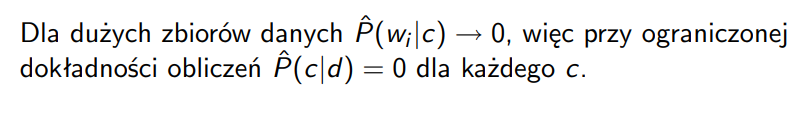 Dla dużych zbiorów danych P̂(wᵢ|c) → 0, więc przy ograniczonej
dokładności obliczeń P̂(c|d) = 0 dla każdego c.